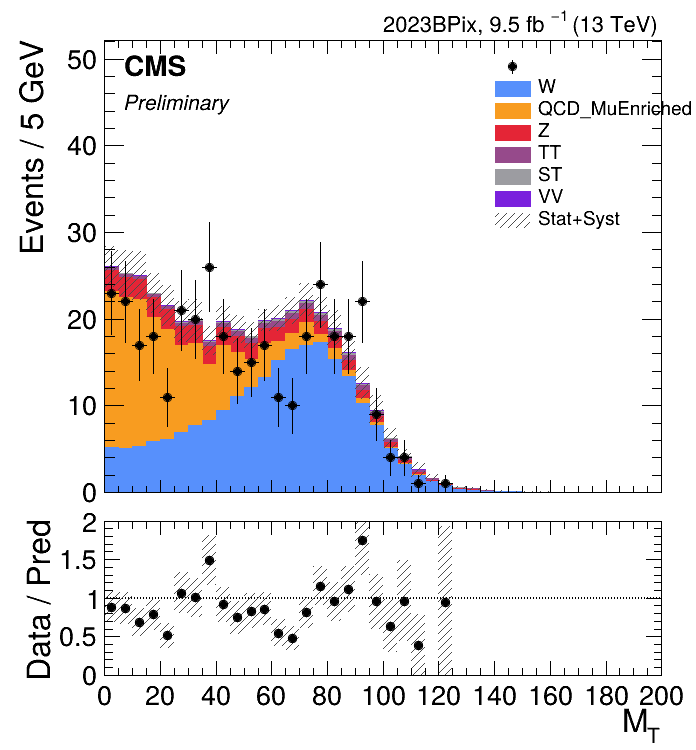 2023BPix, 9.5 fb⁻¹ (13 TeV)
CMS
Preliminary
W
QCD_MuEnriched
Z
TT
ST
VV
Stat+Syst
Events / 5 GeV
50
40
30
20
10
0
Data / Pred
2
1.5
1
0.5
0
0 20 40 60 80 100 120 140 160 180 200
M_T